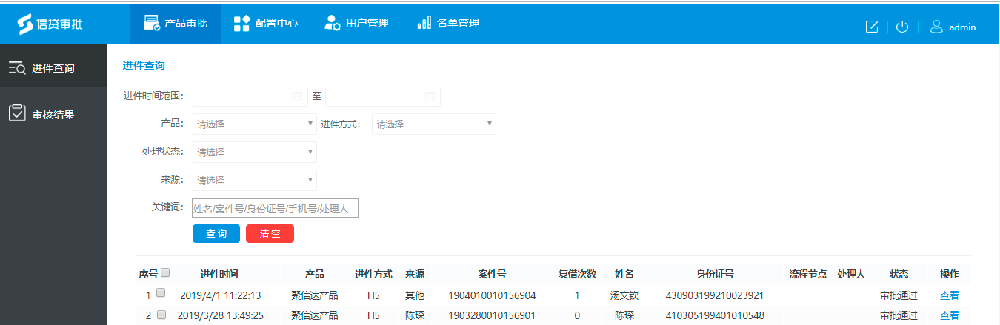 信贷审批 产品审批 配置中心 用户管理 名单管理 admin
进件查询
审核结果
进件查询
进件时间范围： 至
产品： 请选择 进件方式： 请选择
处理状态： 请选择
来源： 请选择
关键词： 姓名/案件号/身份证号/手机号/处理人
查 询 清 空
序号 进件时间 产品 进件方式 来源 案件号 复借次数 姓名 身份证号 流程节点 处理人 状态 操作
1 2019/4/1 11:22:13 聚信达产品 H5 其他 1904010010156904 1 汤文钦 430903199210023921 审批通过 查看
2 2019/3/28 13:49:25 聚信达产品 H5 陈琛 1903280010156901 0 陈琛 410305199401010548 审批通过 查看